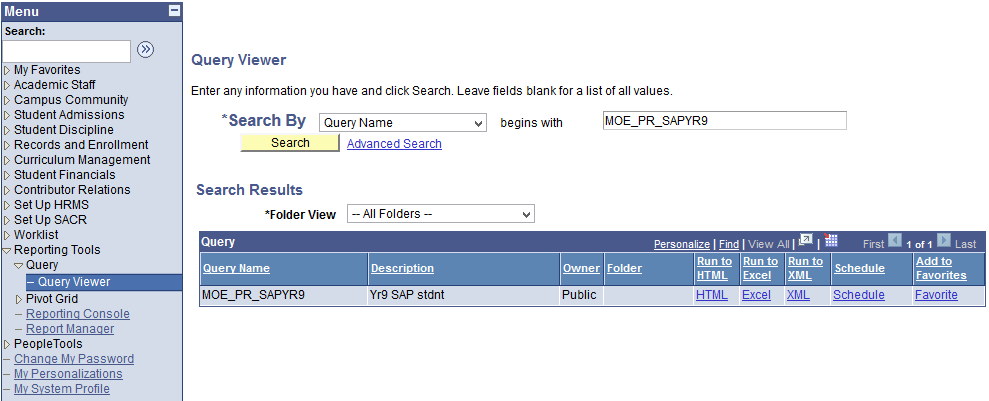 Menu
Search:
My Favorites
Academic Staff
Campus Community
Student Admissions
Student Discipline
Records and Enrollment
Curriculum Management
Student Financials
Contributor Relations
Set Up HRMS
Set Up SACR
Worklist
Reporting Tools
Query
Query Viewer
Pivot Grid
Reporting Console
Report Manager
PeopleTools
Change My Password
My Personalizations
My System Profile
Query Viewer
Enter any information you have and click Search. Leave fields blank for a list of all values.
*Search By Query Name begins with MOE_PR_SAPYR9
Search Advanced Search
Search Results
*Folder View -- All Folders --
Query Personalize | Find | View All | | First 1 of 1 Last
Query Name Description Owner Folder Run to HTML Run to Excel Run to XML Schedule Add to Favorites
MOE_PR_SAPYR9 Yr9 SAP stdnt Public HTML Excel XML Schedule Favorite